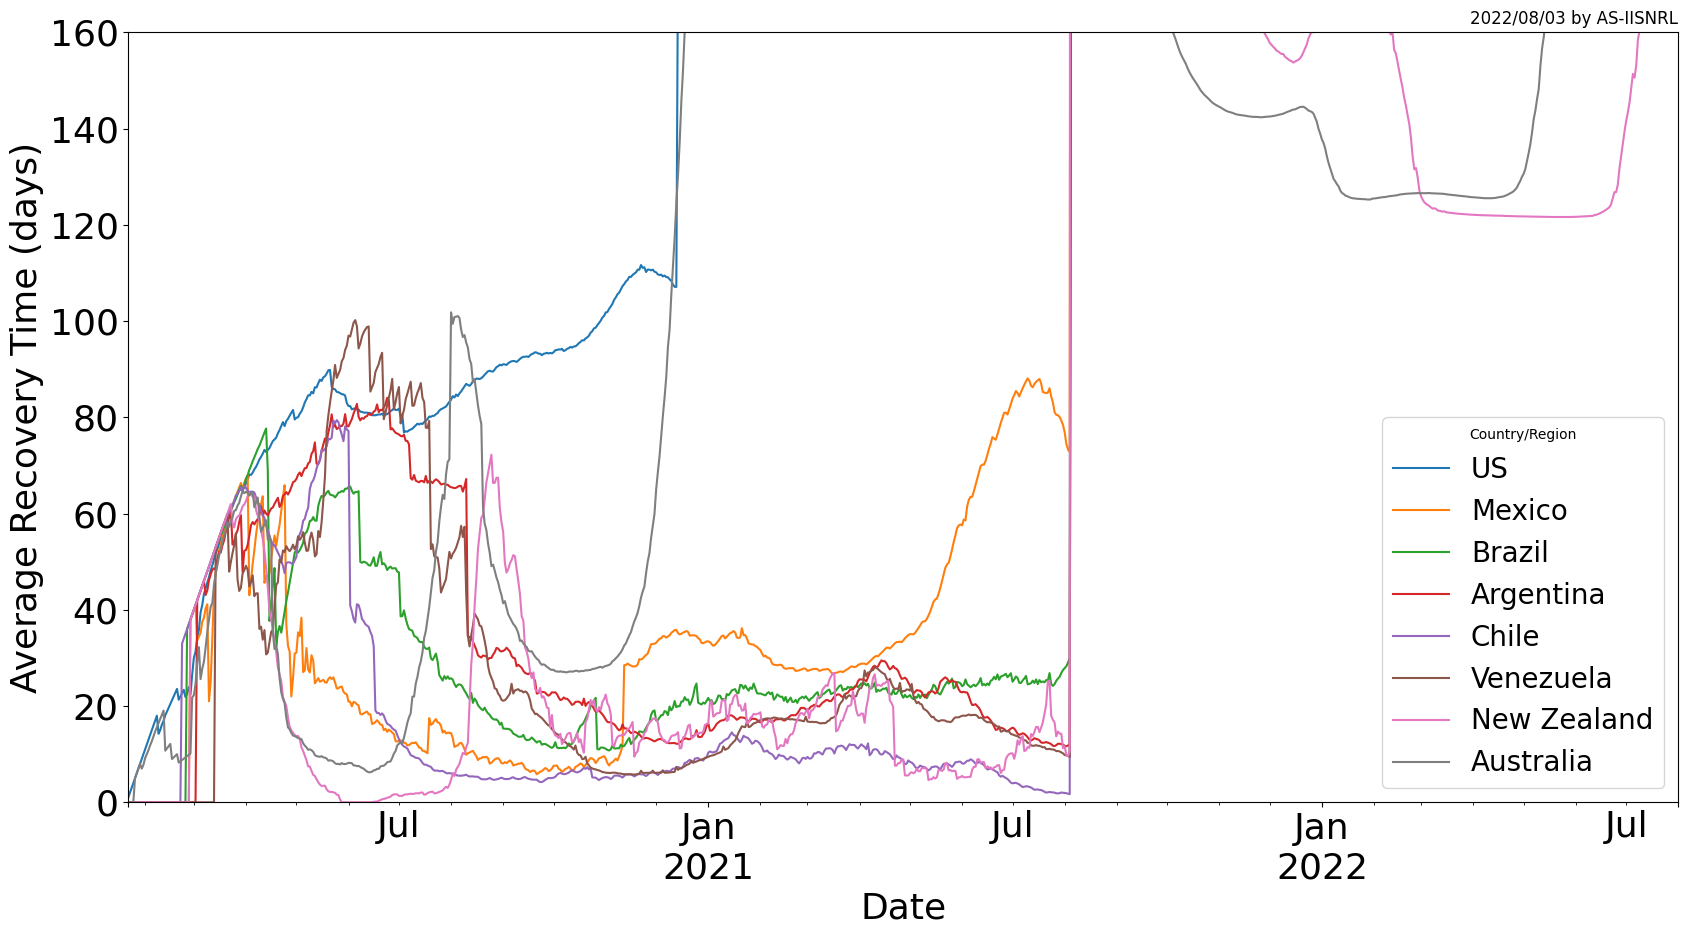 2022/08/03 by AS-IISNRL
160
140
120
100
80
60
40
20
0
Average Recovery Time (days)
Country/Region
US
Mexico
Brazil
Argentina
Chile
Venezuela
New Zealand
Australia
Jul
Jan
2021
Jul
Jan
2022
Jul
Date